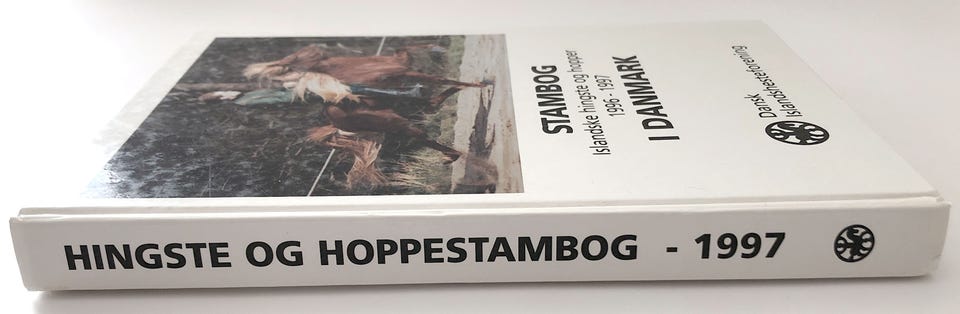 STAMBOG
Islandske hingste og hopper
1996 - 1997
I DANMARK
Dansk
Islandshesteforening
HINGSTE OG HOPPESTAMBOG - 1997